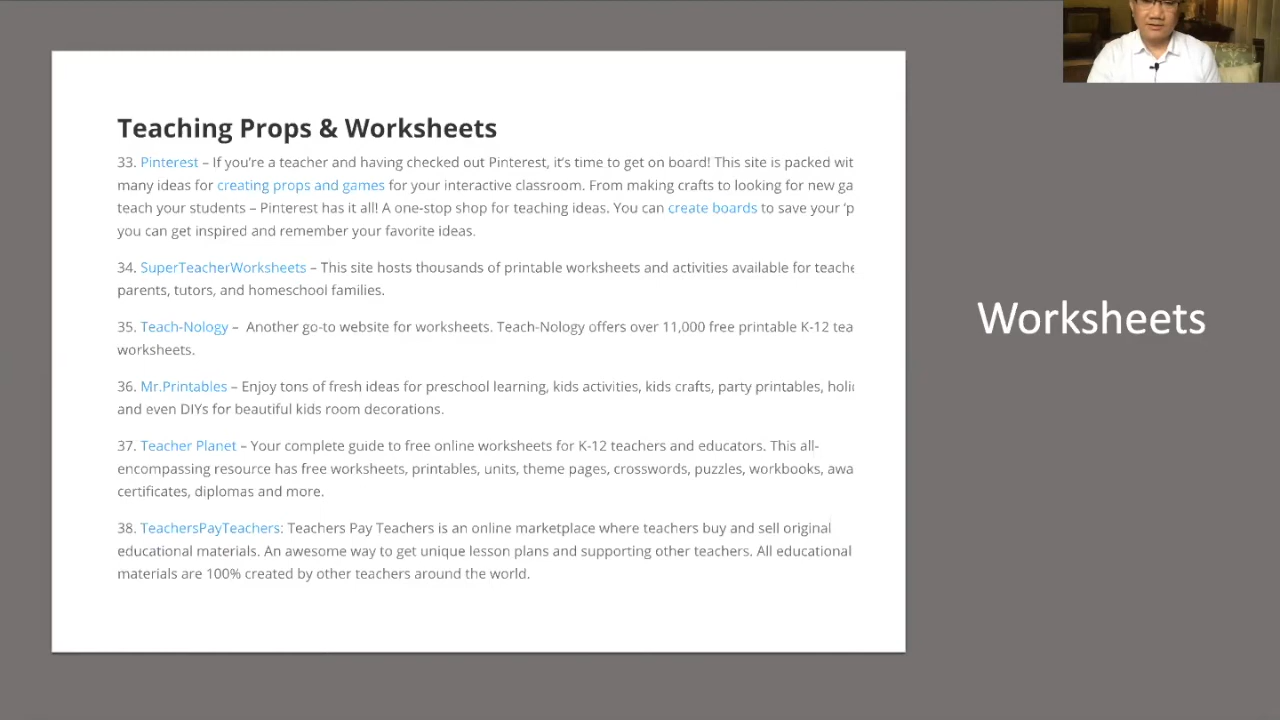 Teaching Props & Worksheets
33. Pinterest – If you're a teacher and having checked out Pinterest, it's time to get on board! This site is packed wit
many ideas for creating props and games for your interactive classroom. From making crafts to looking for new ga
teach your students – Pinterest has it all! A one-stop shop for teaching ideas. You can create boards to save your 'p
you can get inspired and remember your favorite ideas.
34. SuperTeacherWorksheets – This site hosts thousands of printable worksheets and activities available for teache
parents, tutors, and homeschool families.
35. Teach-Nology – Another go-to website for worksheets. Teach-Nology offers over 11,000 free printable K-12 tea
worksheets.
36. Mr.Printables – Enjoy tons of fresh ideas for preschool learning, kids activities, kids crafts, party printables, holi
and even DIYs for beautiful kids room decorations.
37. Teacher Planet – Your complete guide to free online worksheets for K-12 teachers and educators. This all-
encompassing resource has free worksheets, printables, units, theme pages, crosswords, puzzles, workbooks, awa
certificates, diplomas and more.
38. TeachersPayTeachers: Teachers Pay Teachers is an online marketplace where teachers buy and sell original
educational materials. An awesome way to get unique lesson plans and supporting other teachers. All educational
materials are 100% created by other teachers around the world.
Worksheets